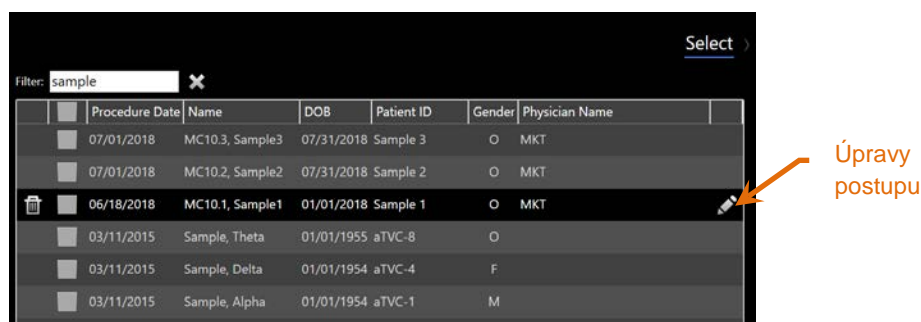 Select
Filter: sample
Procedure Date Name DOB Patient ID Gender Physician Name
07/01/2018 MC10.3, Sample3 07/31/2018 Sample 3 O MKT
07/01/2018 MC10.2, Sample2 07/31/2018 Sample 2 O MKT
06/18/2018 MC10.1, Sample1 01/01/2018 Sample 1 O MKT
03/11/2015 Sample, Theta 01/01/1955 aTVC-8 O
03/11/2015 Sample, Delta 01/01/1954 aTVC-4 F
03/11/2015 Sample, Alpha 01/01/1954 aTVC-1 M
Úpravy
postupu